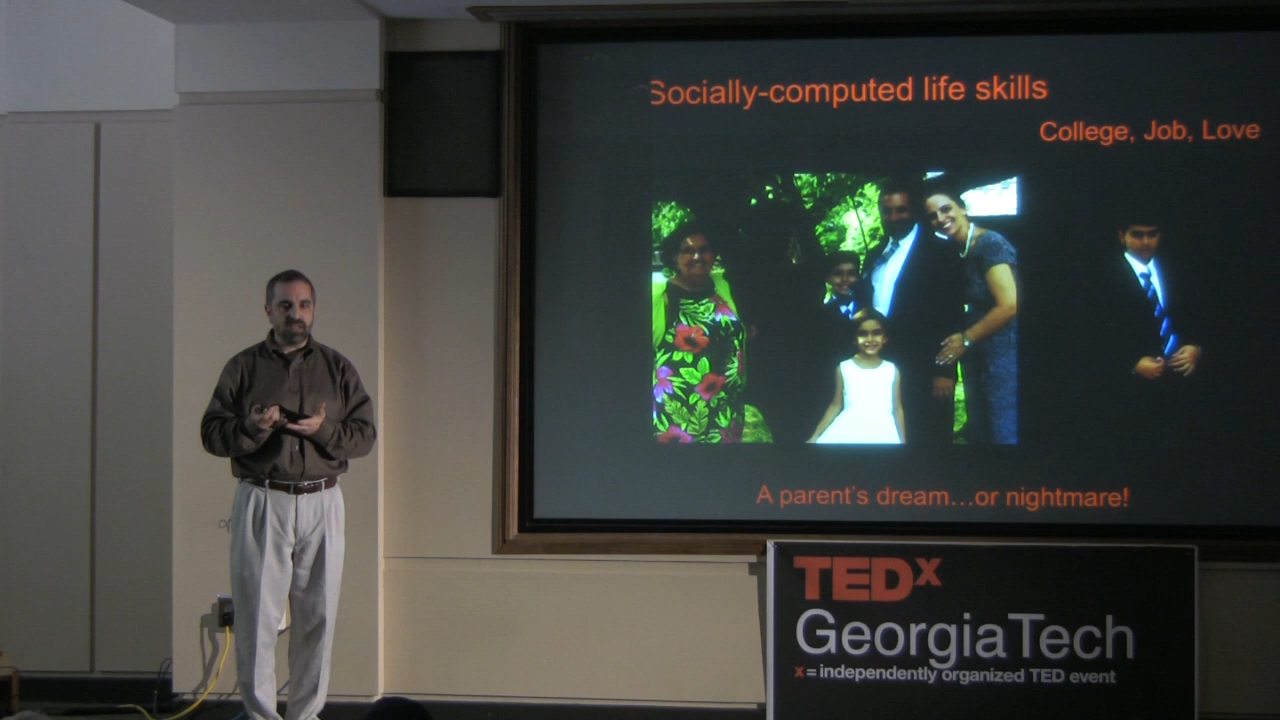 Socially-computed life skills
College, Job, Love
A parent's dream...or nightmare!
TEDx
GeorgiaTech
x = independently organized TED event